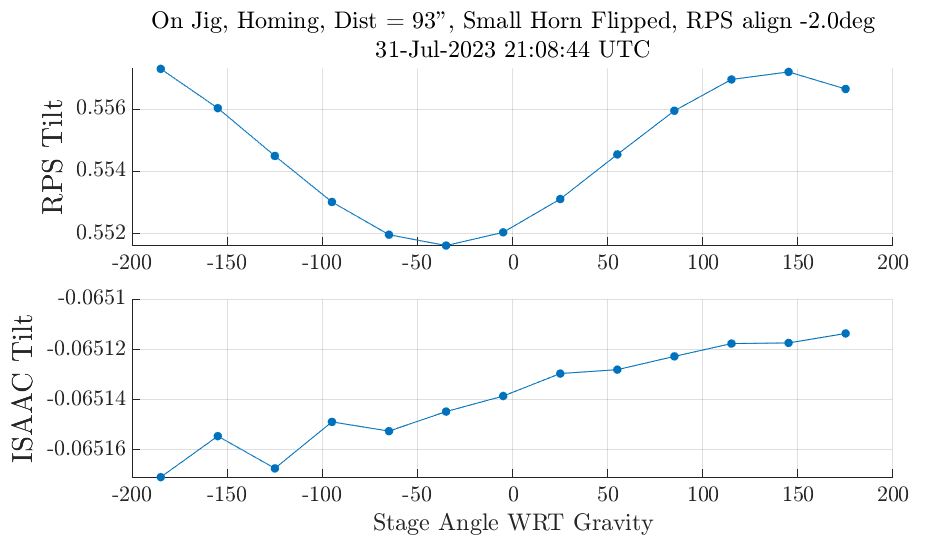 On Jig, Homing, Dist = 93", Small Horn Flipped, RPS align -2.0deg
31-Jul-2023 21:08:44 UTC
RPS Tilt
0.556
0.554
0.552
-200 -150 -100 -50 0 50 100 150 200
ISAAC Tilt
-0.0651
-0.06512
-0.06514
-0.06516
-200 -150 -100 -50 0 50 100 150 200
Stage Angle WRT Gravity